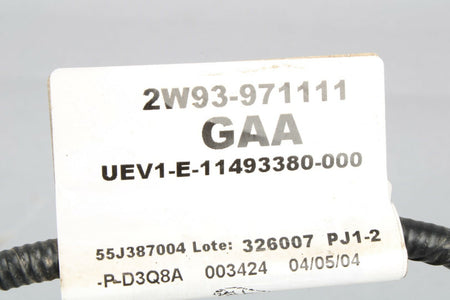 2W93-971111
GAA
UEV1-E-11493380-000
55J387004 Lote: 326007 PJ1-2
-P-D3Q8A 003424 04/05/04